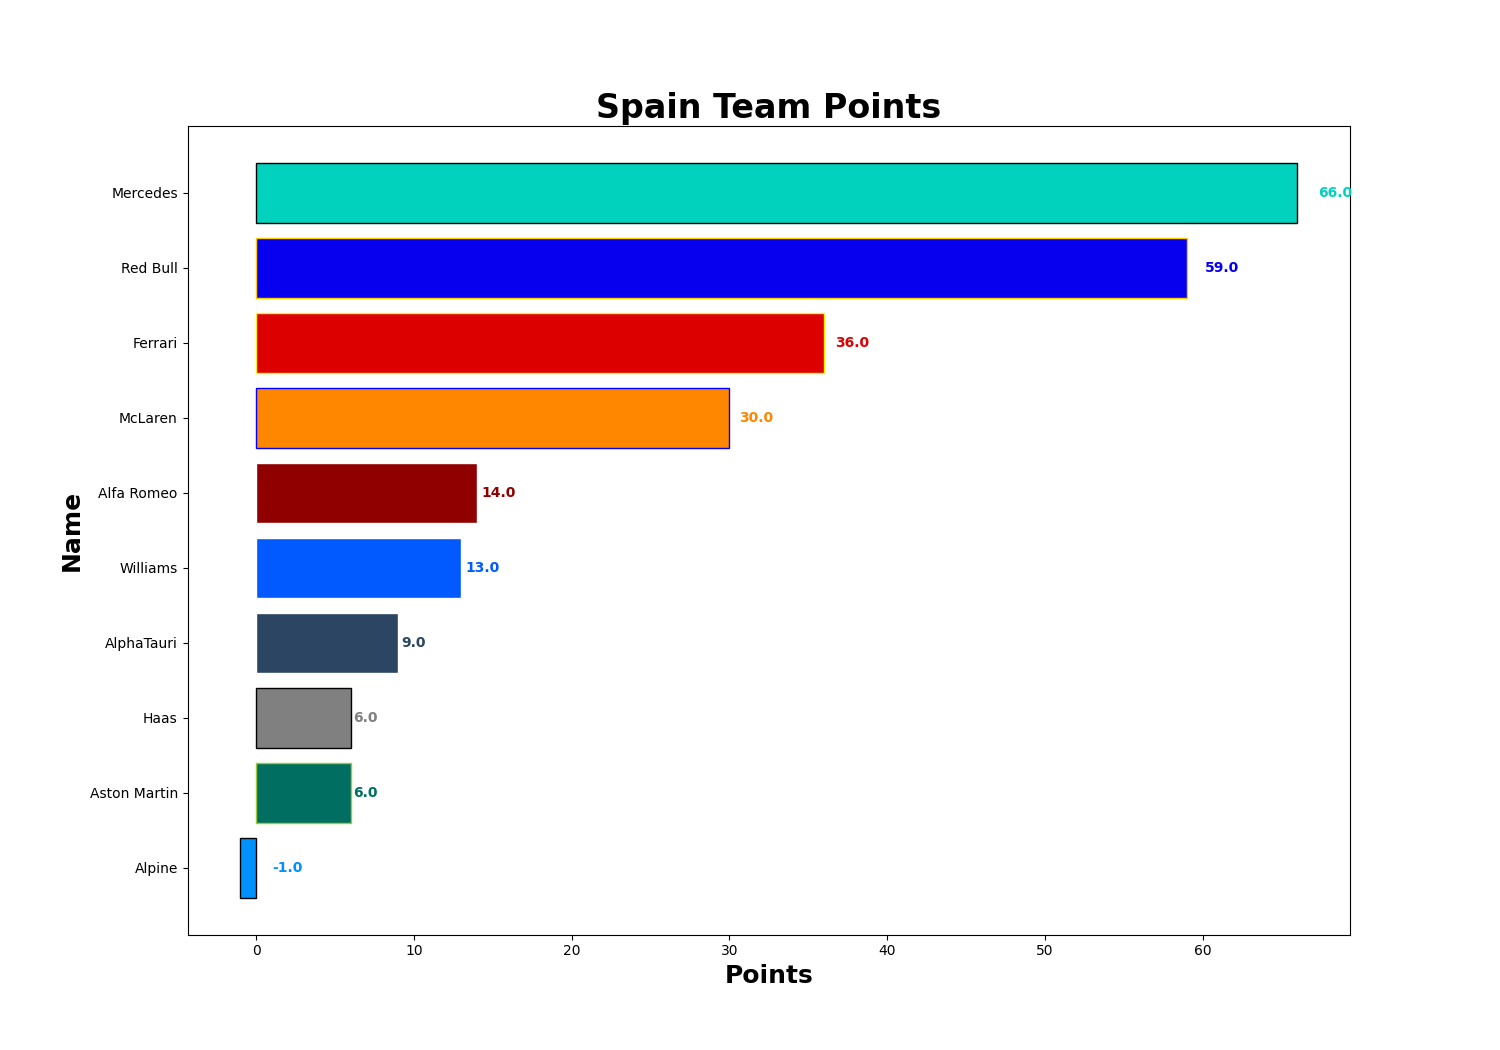 Spain Team Points
Mercedes 66.0
Red Bull 59.0
Ferrari 36.0
McLaren 30.0
Alfa Romeo 14.0
Williams 13.0
AlphaTauri 9.0
Haas 6.0
Aston Martin 6.0
Alpine -1.0
Name
0 10 20 30 40 50 60
Points